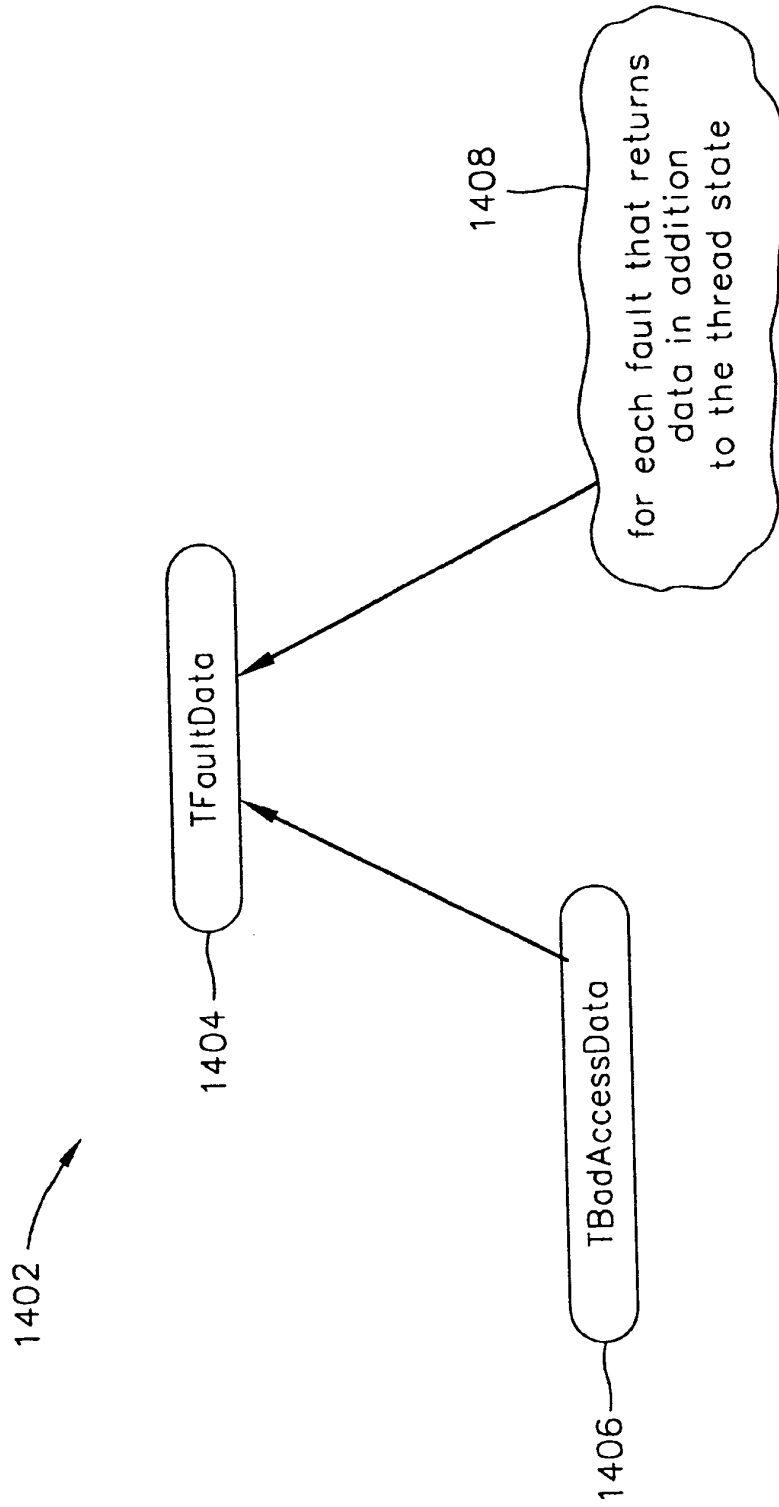 1402
1404
TFaultData
1408
1406
TBadAccessData
for each fault that returns
data in addition
to the thread state